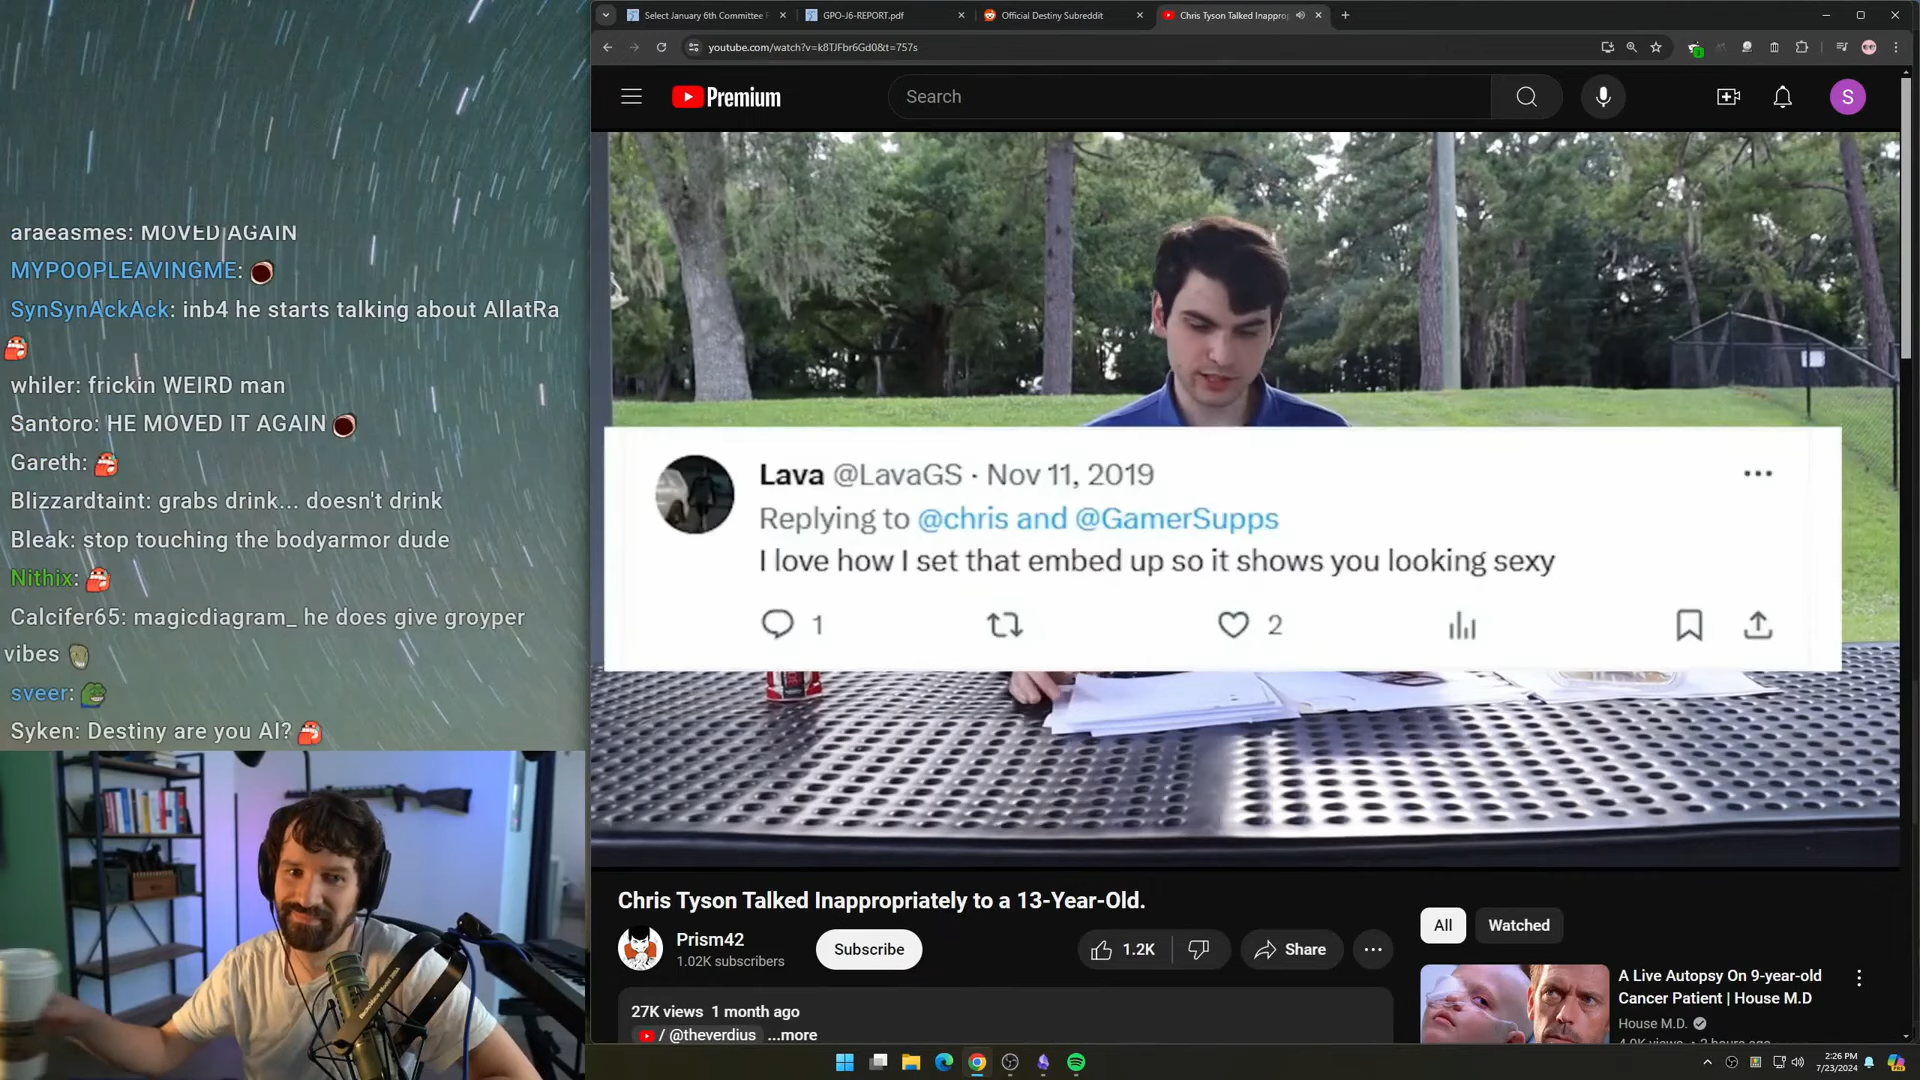 Select January 6th Committee
GPO-J6-REPORT.pdf
Official Destiny Subreddit
Chris Tyson Talked Inapprop
youtube.com/watch?v=k8TJFbr6Gd0&t=757s
Premium
Search
S
araeasmes: MOVED AGAIN
MYPOOPLEAVINGME:
SynSynAckAck: inb4 he starts talking about AllatRa
whiler: frickin WEIRD man
Santoro: HE MOVED IT AGAIN
Gareth:
Blizzardtaint: grabs drink... doesn't drink
Bleak: stop touching the bodyarmor dude
Nithix:
Calcifer65: magicdiagram_ he does give groyper
vibes
sveer:
Syken: Destiny are you AI?
Lava @LavaGS · Nov 11, 2019
Replying to @chris and @GamerSupps
I love how I set that embed up so it shows you looking sexy
1
2
Chris Tyson Talked Inappropriately to a 13-Year-Old.
Prism42
1.02K subscribers
Subscribe
1.2K
Share
27K views 1 month ago
/ @theverdius ...more
All
Watched
A Live Autopsy On 9-year-old
Cancer Patient | House M.D
House M.D.
2:26 PM
7/23/2024